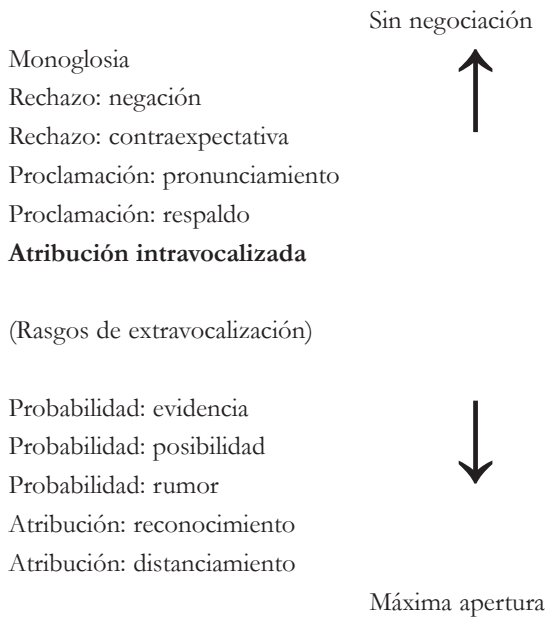 Sin negociación
Monoglosia
Rechazo: negación
Rechazo: contraexpectativa
Proclamación: pronunciamiento
Proclamación: respaldo
Atribución intravocalizada
(Rasgos de extravocalización)
Probabilidad: evidencia
Probabilidad: posibilidad
Probabilidad: rumor
Atribución: reconocimiento
Atribución: distanciamiento
Máxima apertura